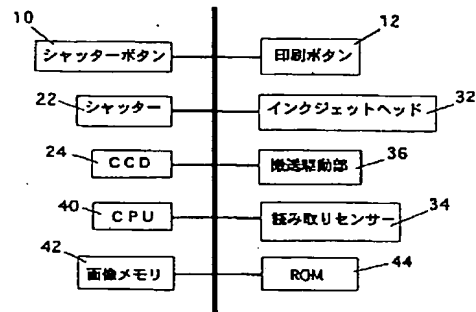 10
12
シャッターボタン
印刷ボタン
22
シャッター
インクジェットヘッド
32
24
CCD
搬送駆動部
36
40
CPU
読み取りセンサー
34
42
画像メモリ
ROM
44